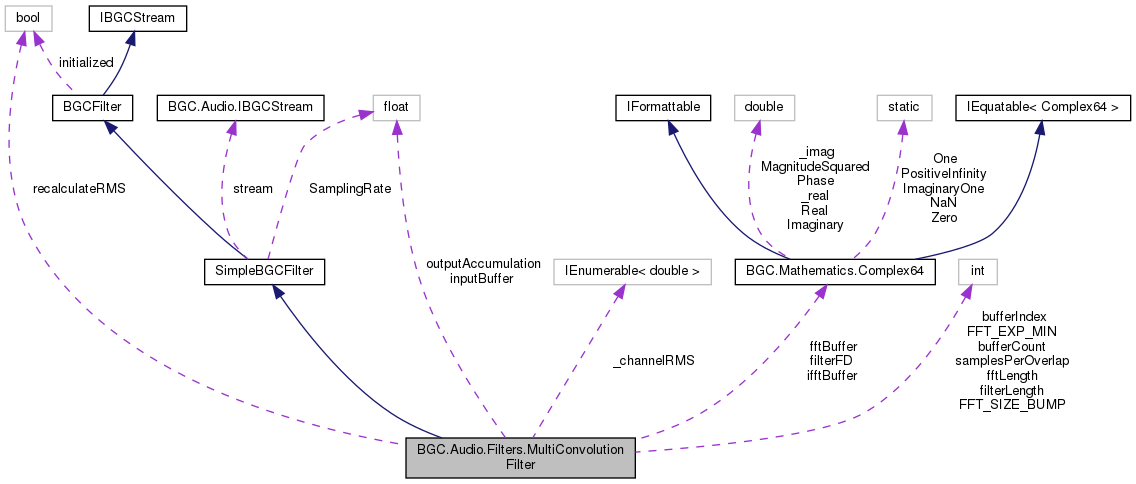 bool
IBGCStream
initialized
BGCFilter
BGC.Audio.IBGCStream
float
IFormattable
double
static
IEquatable< Complex64 >
recalculateRMS
stream
SamplingRate
_imag
MagnitudeSquared
Phase
_real
Real
Imaginary
One
PositiveInfinity
ImaginaryOne
NaN
Zero
SimpleBGCFilter
outputAccumulation
inputBuffer
IEnumerable< double >
BGC.Mathematics.Complex64
int
_channelRMS
fftBuffer
filterFD
ifftBuffer
bufferIndex
FFT_EXP_MIN
bufferCount
samplesPerOverlap
fftLength
filterLength
FFT_SIZE_BUMP
BGC.Audio.Filters.MultiConvolution
Filter